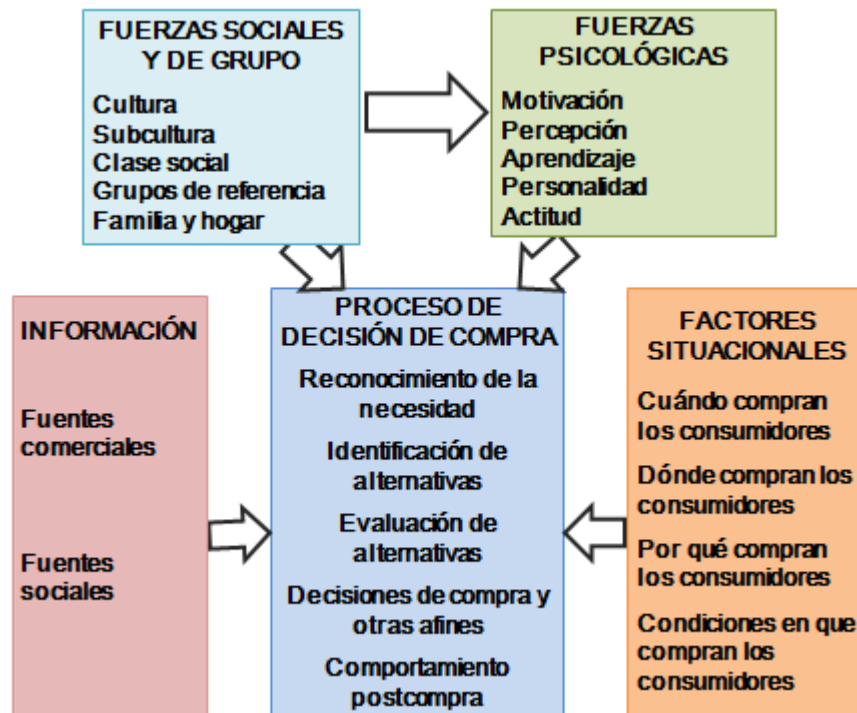 FUERZAS SOCIALES
Y DE GRUPO
Cultura
Subcultura
Clase social
Grupos de referencia
Familia y hogar
FUERZAS
PSICOLÓGICAS
Motivación
Percepción
Aprendizaje
Personalidad
Actitud
INFORMACIÓN
Fuentes
comerciales
Fuentes
sociales
PROCESO DE
DECISIÓN DE COMPRA
Reconocimiento de la
necesidad
Identificación de
alternativas
Evaluación de
alternativas
Decisiones de compra y
otras afines
Comportamiento
postcompra
FACTORES
SITUACIONALES
Cuándo compran
los consumidores
Dónde compran los
consumidores
Por qué compran
los consumidores
Condiciones en que
compran los
consumidores